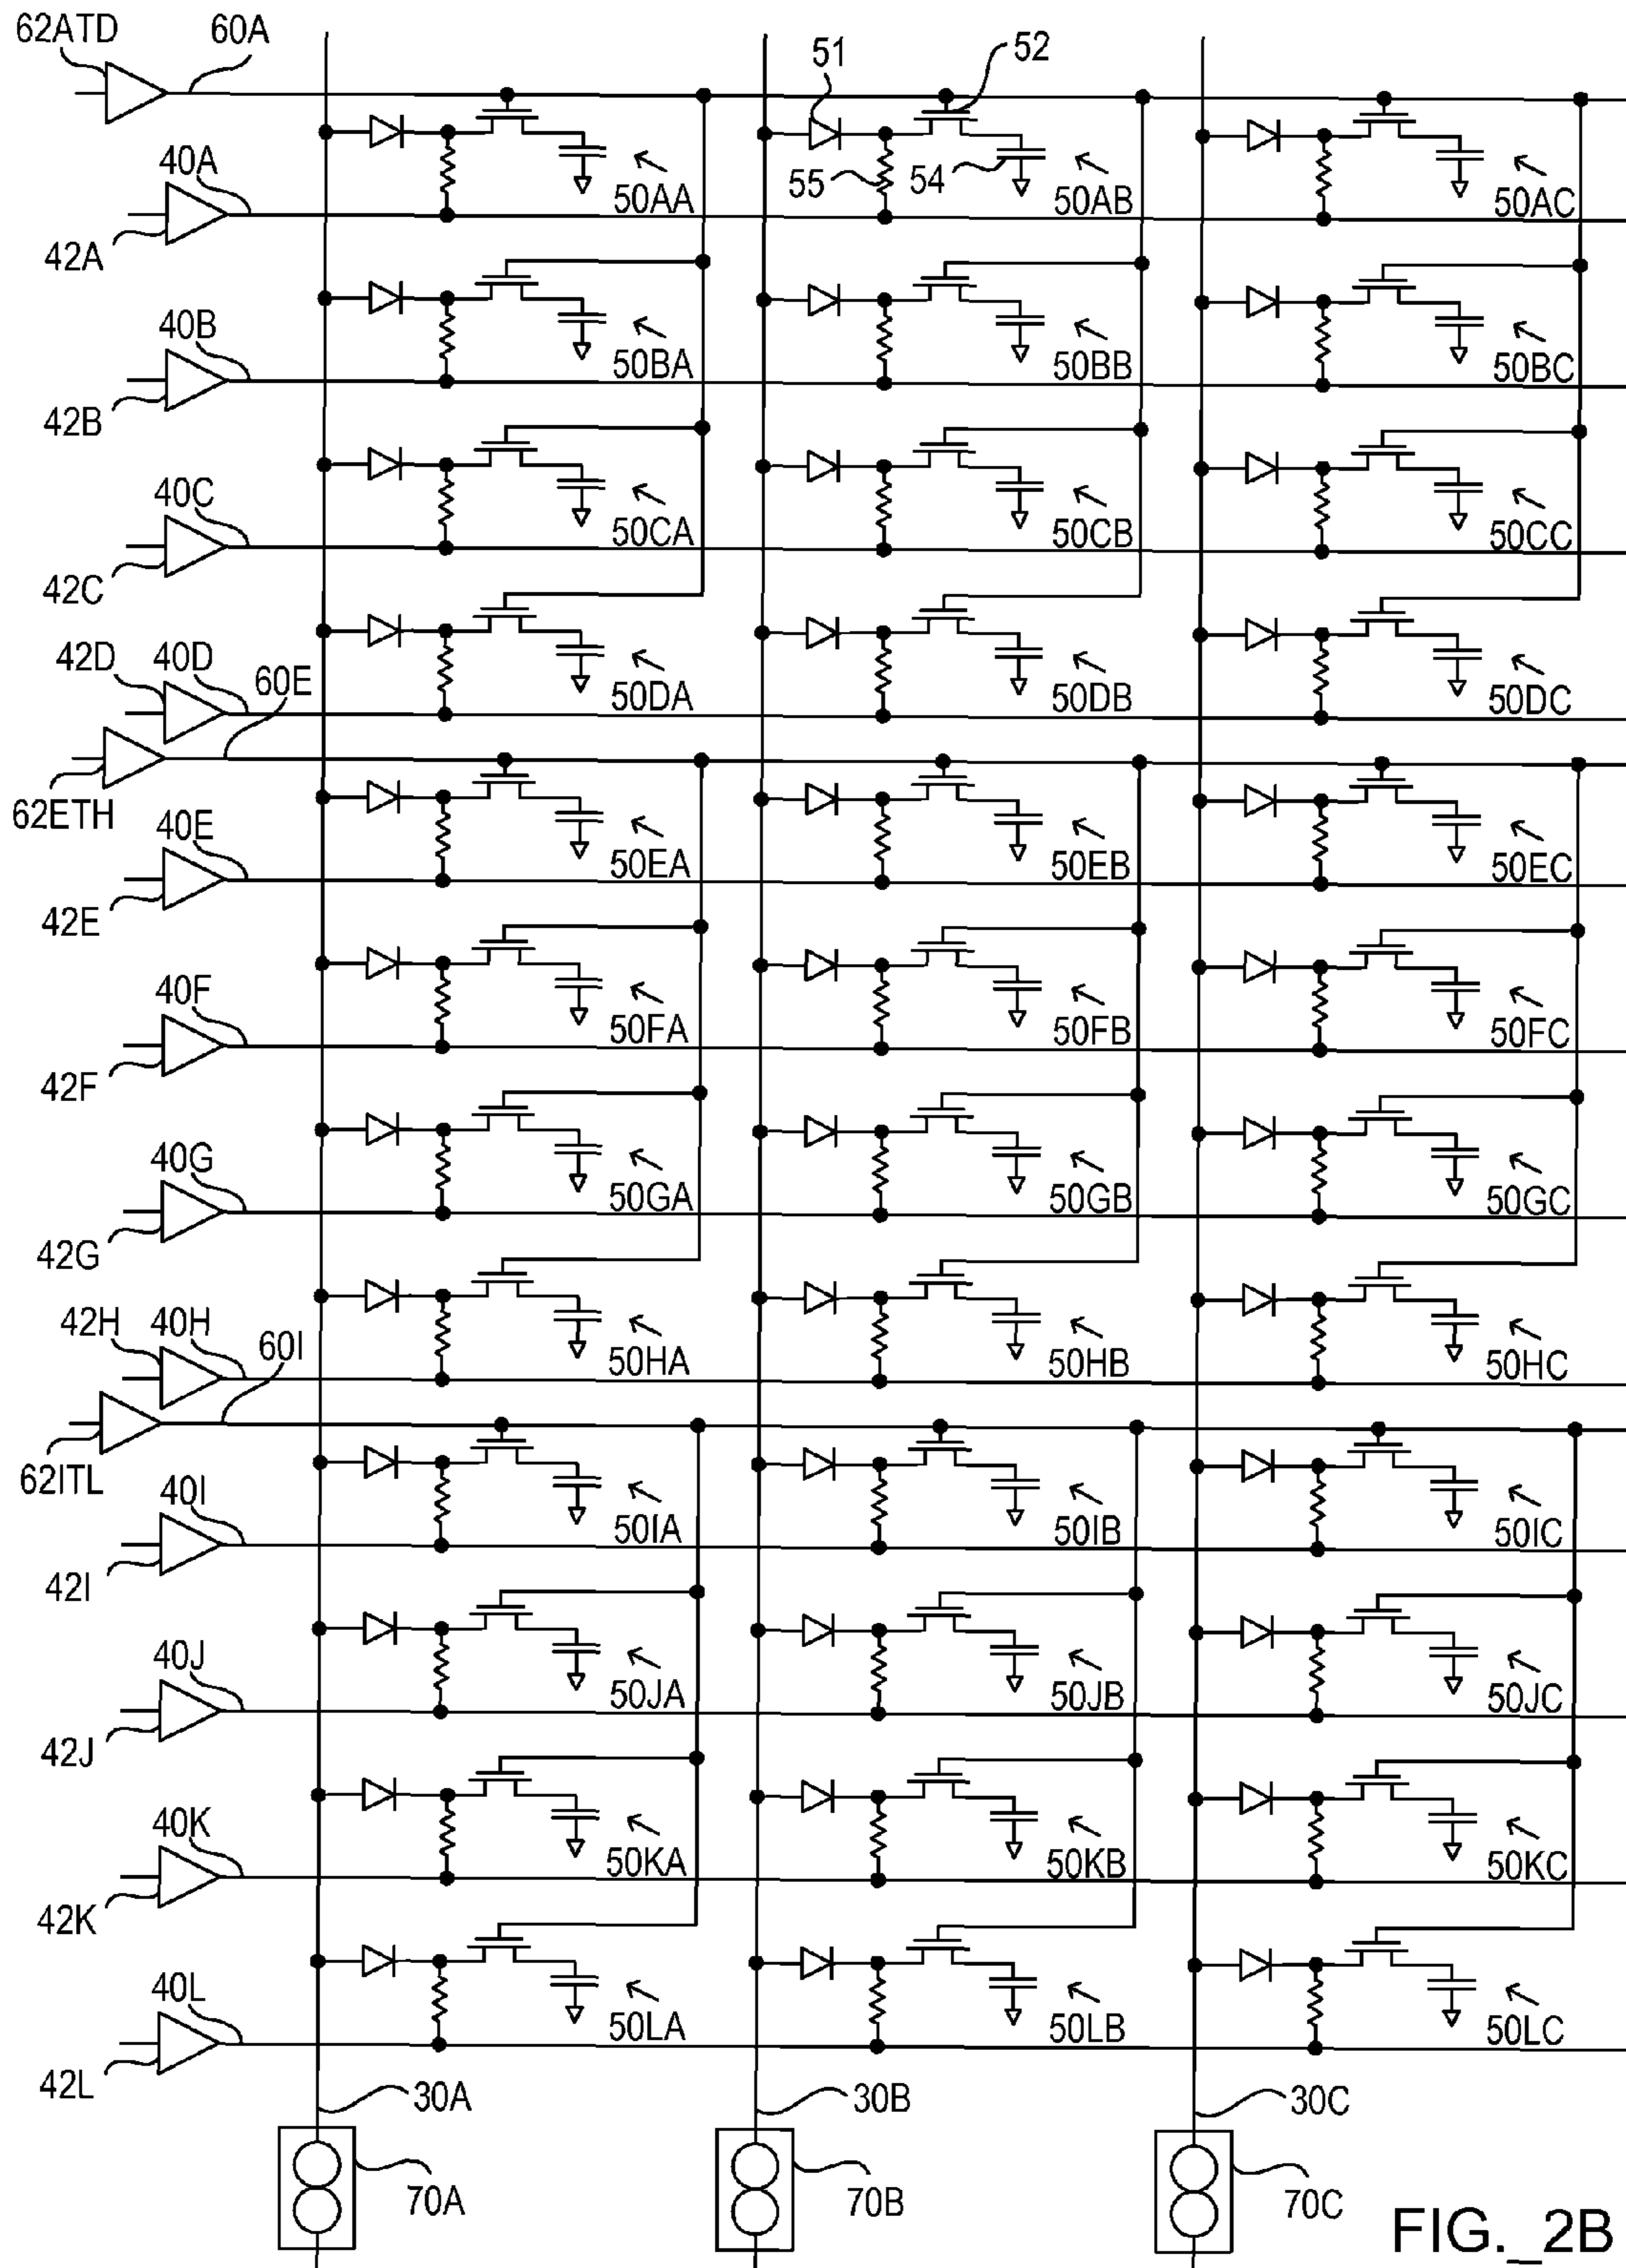 62ATD 60A 51 52
40A 55 54 50AA 50AB 50AC
42A
40B 50BA 50BB 50BC
42B
40C 50CA 50CB 50CC
42C
42D 40D 60E 50DA 50DB 50DC
62ETH 40E 50EA 50EB 50EC
42E
40F 50FA 50FB 50FC
42F
40G 50GA 50GB 50GC
42G
42H 40H 60I 50HA 50HB 50HC
62ITL 40I 50IA 50IB 50IC
42I
40J 50JA 50JB 50JC
42J
40K 50KA 50KB 50KC
42K
40L 50LA 50LB 50LC
42L 30A 30B 30C
70A 70B 70C
FIG._2B